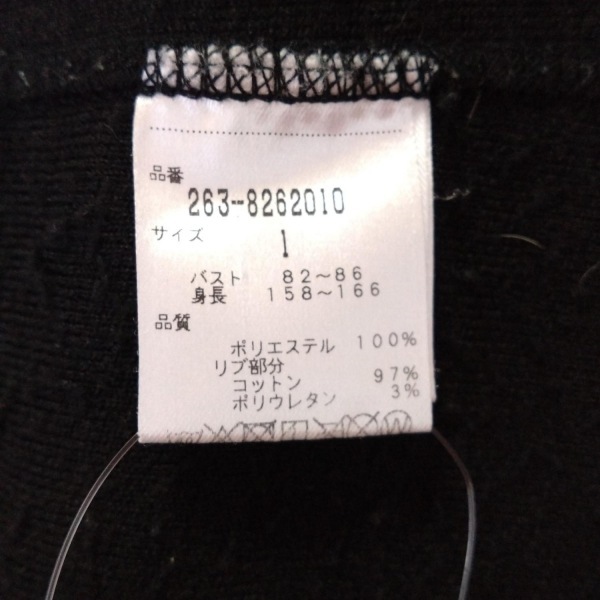 品番
263-8262010
サイズ
1
バスト 82～86
身長 158～166
品質
ポリエステル 100%
リブ部分
コットン 97%
ポリウレタン 3%